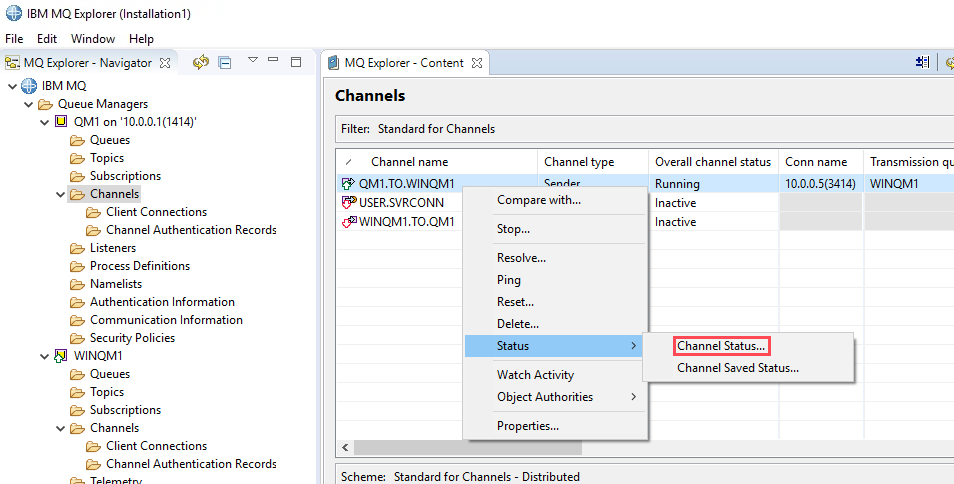 IBM MQ Explorer (Installation1)
File Edit Window Help
MQ Explorer - Navigator
IBM MQ
Queue Managers
QM1 on '10.0.0.1(1414)'
Queues
Topics
Subscriptions
Channels
Client Connections
Channel Authentication Records
Listeners
Process Definitions
Namelists
Authentication Information
Communication Information
Security Policies
WINQM1
Queues
Topics
Subscriptions
Channels
Client Connections
Channel Authentication Records
Telemetry
MQ Explorer - Content
Channels
Filter: Standard for Channels
Channel name Channel type Overall channel status Conn name Transmission qu
QM1.TO.WINQM1 Sender Running 10.0.0.5(3414) WINQM1
USER.SVRCONN Inactive
WINQM1.TO.QM1 Inactive
Compare with...
Stop...
Resolve...
Ping
Reset...
Delete...
Status
Channel Status...
Channel Saved Status...
Watch Activity
Object Authorities
Properties...
Scheme: Standard for Channels - Distributed